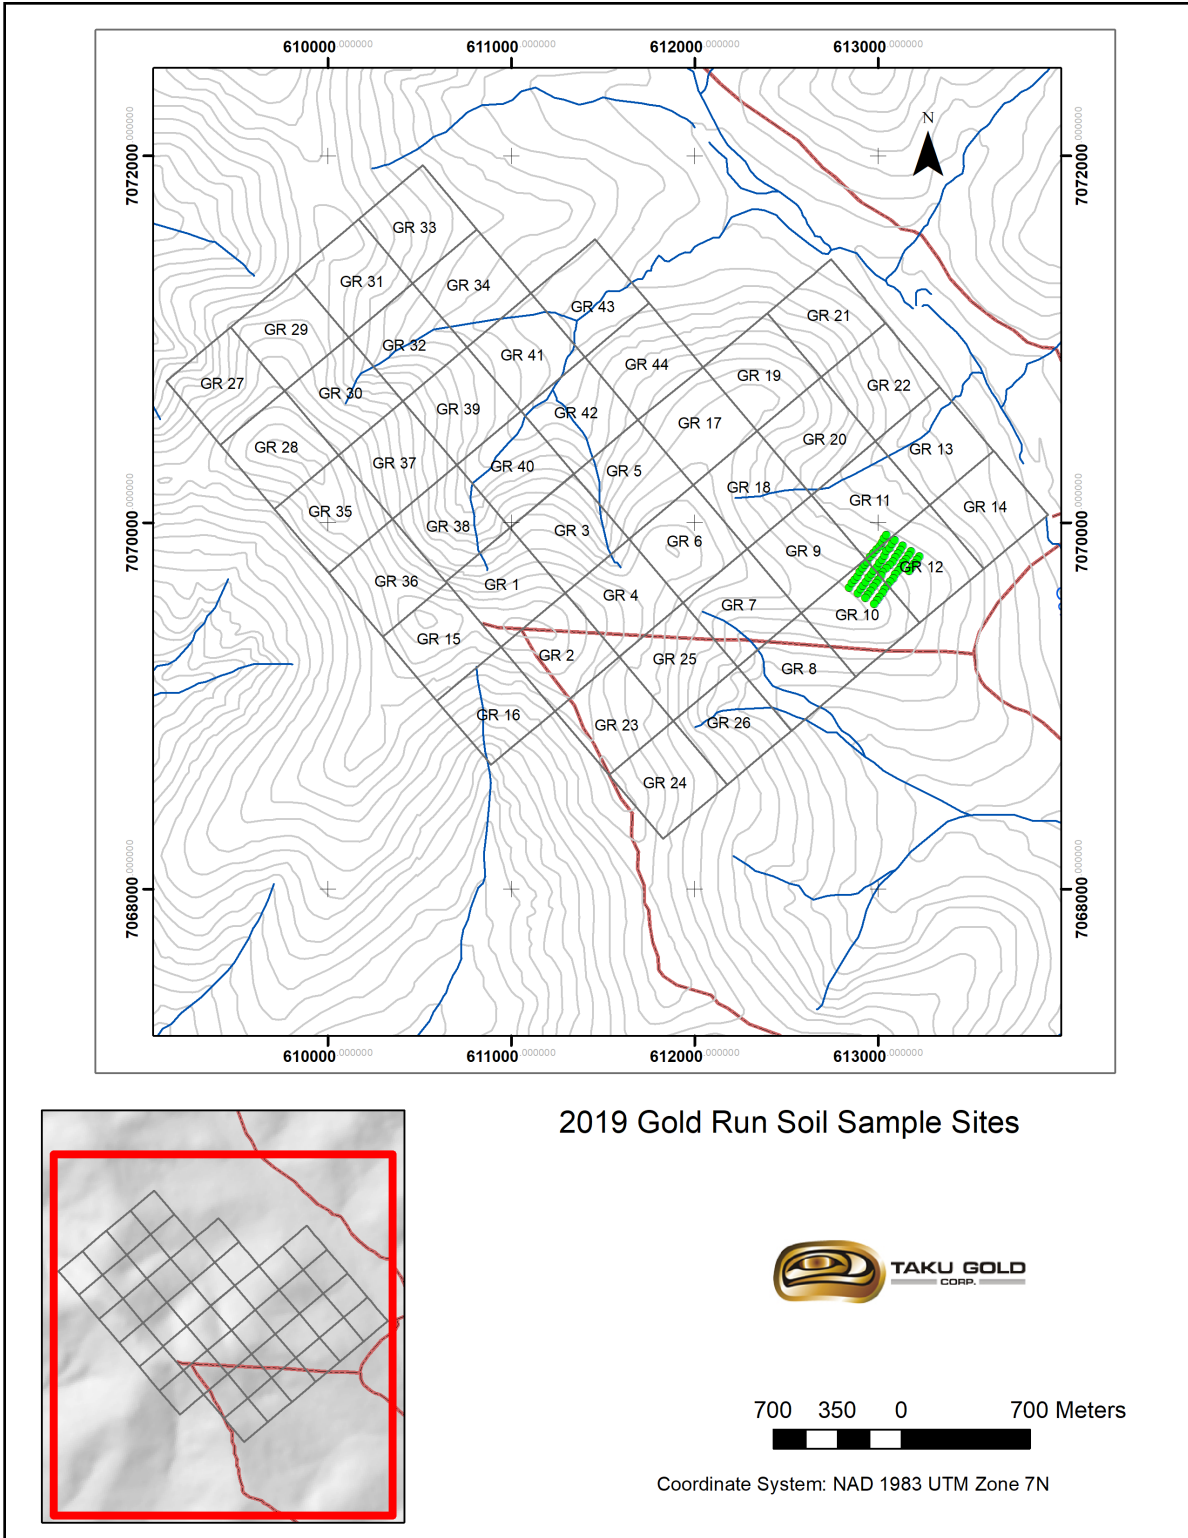 610000.000000 611000.000000 612000.000000 613000.000000
N
7072000.000000
7072000.000000
GR 33
GR 31
GR 34
GR 43
GR 21
GR 29
GR 32
GR 41
GR 44
GR 19
GR 22
GR 27
GR 30
GR 39
GR 42
GR 17
GR 20
GR 13
GR 28
GR 37
GR 40
GR 5
GR 18
GR 11
GR 14
GR 35
GR 38
GR 3
GR 6
GR 9
7070000.000000
7070000.000000
GR 12
GR 36
GR 1
GR 4
GR 7
GR 10
GR 15
GR 2
GR 25
GR 8
GR 16
GR 23
GR 26
GR 24
7068000.000000
7068000.000000
610000.000000 611000.000000 612000.000000 613000.000000
2019 Gold Run Soil Sample Sites
TAKU GOLD
CORP.
700 350 0 700 Meters
Coordinate System: NAD 1983 UTM Zone 7N